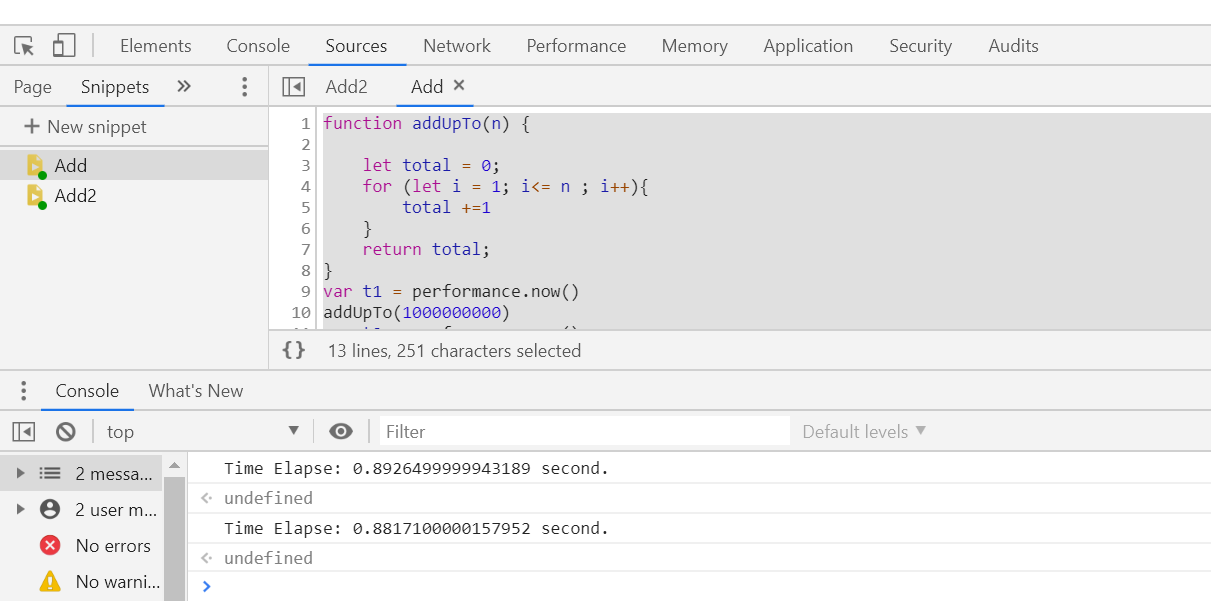 Elements Console Sources Network Performance Memory Application Security Audits
Page Snippets Add2 Add
New snippet
Add
Add2
1 function addUpTo(n) {
2
3 let total = 0;
4 for (let i = 1; i<= n ; i++){
5 total +=1
6 }
7 return total;
8 }
9 var t1 = performance.now()
10 addUpTo(1000000000)
{} 13 lines, 251 characters selected
Console What's New
top Filter Default levels
2 messa...
2 user m...
No errors
No warni...
Time Elapse: 0.8926499999943189 second.
undefined
Time Elapse: 0.8817100000157952 second.
undefined